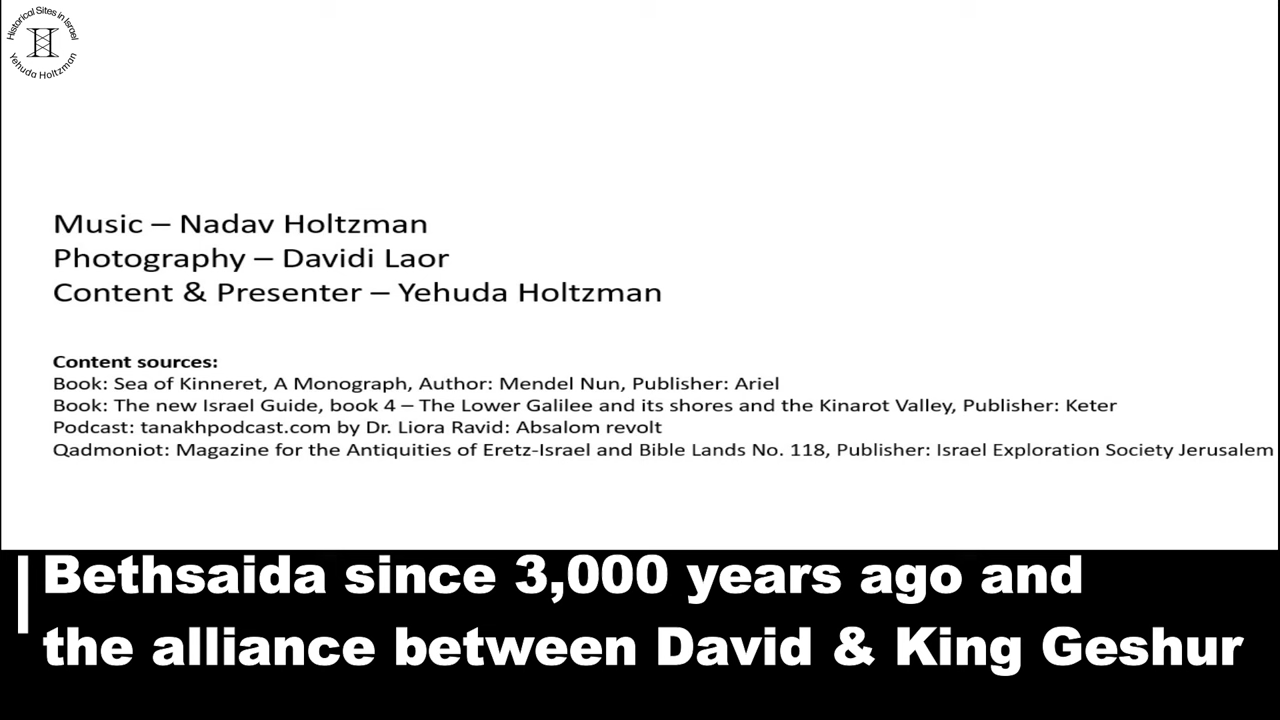 Historical Sites in Israel
Yehuda Holtzman
Music – Nadav Holtzman
Photography – Davidi Laor
Content & Presenter – Yehuda Holtzman
Content sources:
Book: Sea of Kinneret, A Monograph, Author: Mendel Nun, Publisher: Ariel
Book: The new Israel Guide, book 4 – The Lower Galilee and its shores and the Kinarot Valley, Publisher: Keter
Podcast: tanakhpodcast.com by Dr. Liora Ravid: Absalom revolt
Qadmoniot: Magazine for the Antiquities of Eretz-Israel and Bible Lands No. 118, Publisher: Israel Exploration Society Jerusalem
Bethsaida since 3,000 years ago and
the alliance between David & King Geshur